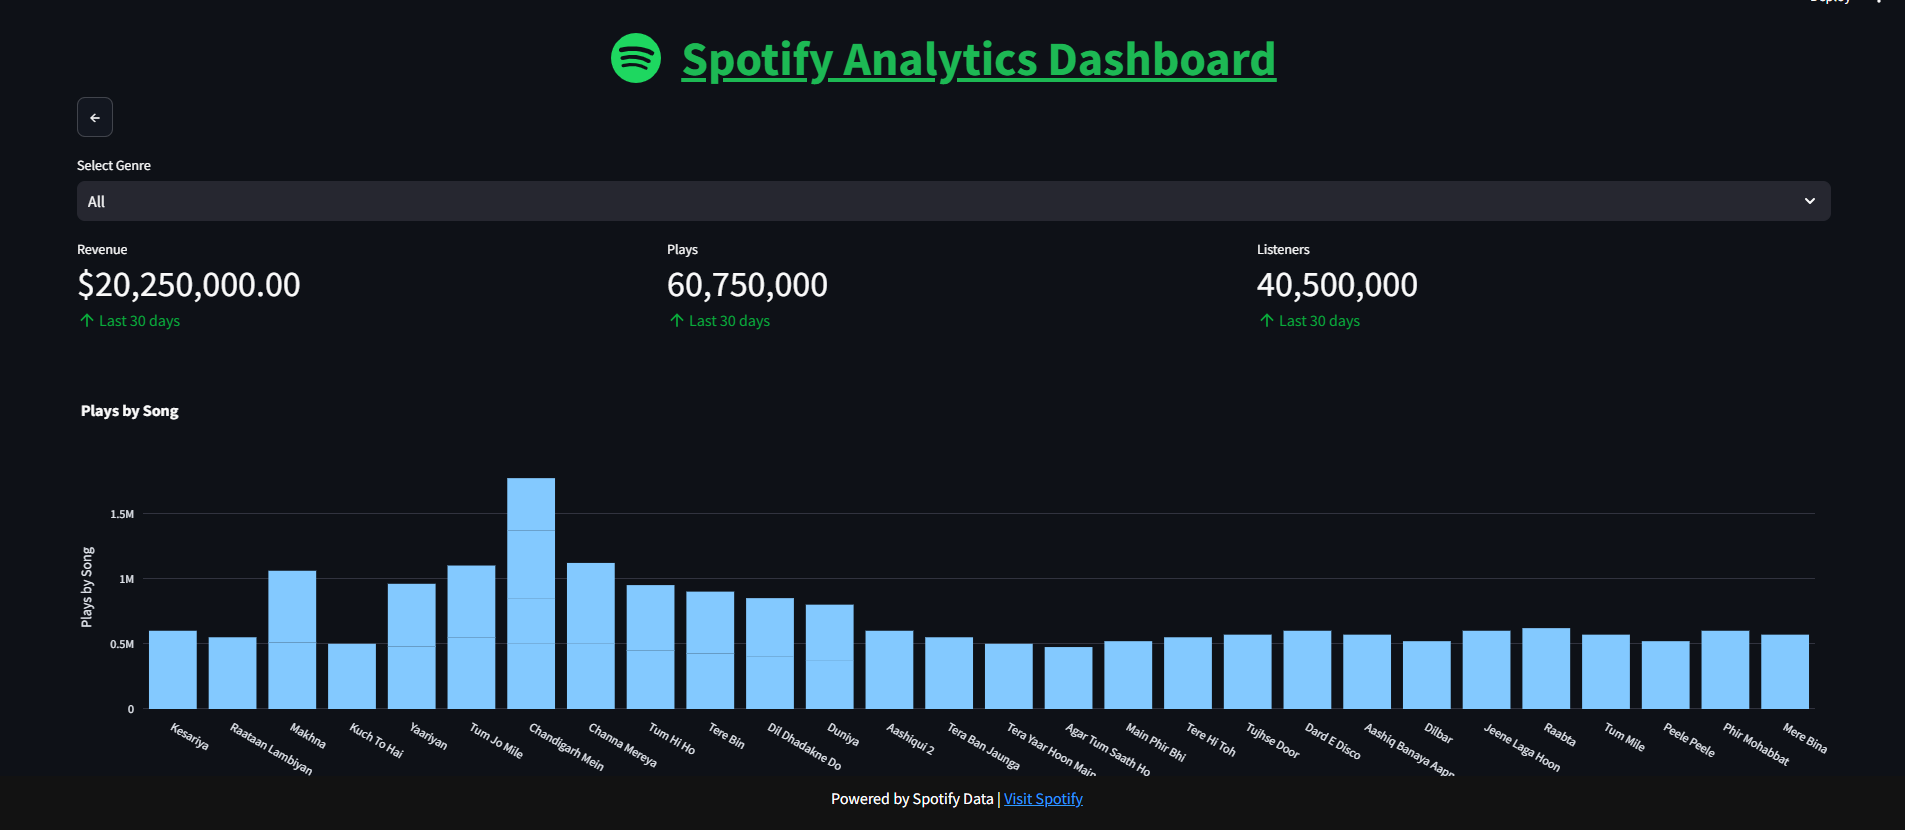 Spotify Analytics Dashboard
Select Genre
All
Revenue
Plays
Listeners
$20,250,000.00
60,750,000
40,500,000
Last 30 days
Last 30 days
Last 30 days
Plays by Song
Plays by Song
1.5M
1M
0.5M
0
Kesariya
Raataan Lambiyan
Makhna
Kuch To Hai
Yaariyan
Tum Jo Mile
Chandigarh Mein
Channa Mereya
Tum Hi Ho
Tere Bin
Dil Dhadakne Do
Duniya
Aashiqui 2
Tera Ban Jaunga
Tera Yaar Hoon Main
Agar Tum Saath Ho
Main Phir Bhi
Tere Hi Toh
Tujhse Door
Dard E Disco
Aashiq Banaya Aapn
Dilbar
Jeene Laga Hoon
Raabta
Tum Mile
Peele Peele
Phir Mohabbat
Mere Bina
Powered by Spotify Data | Visit Spotify